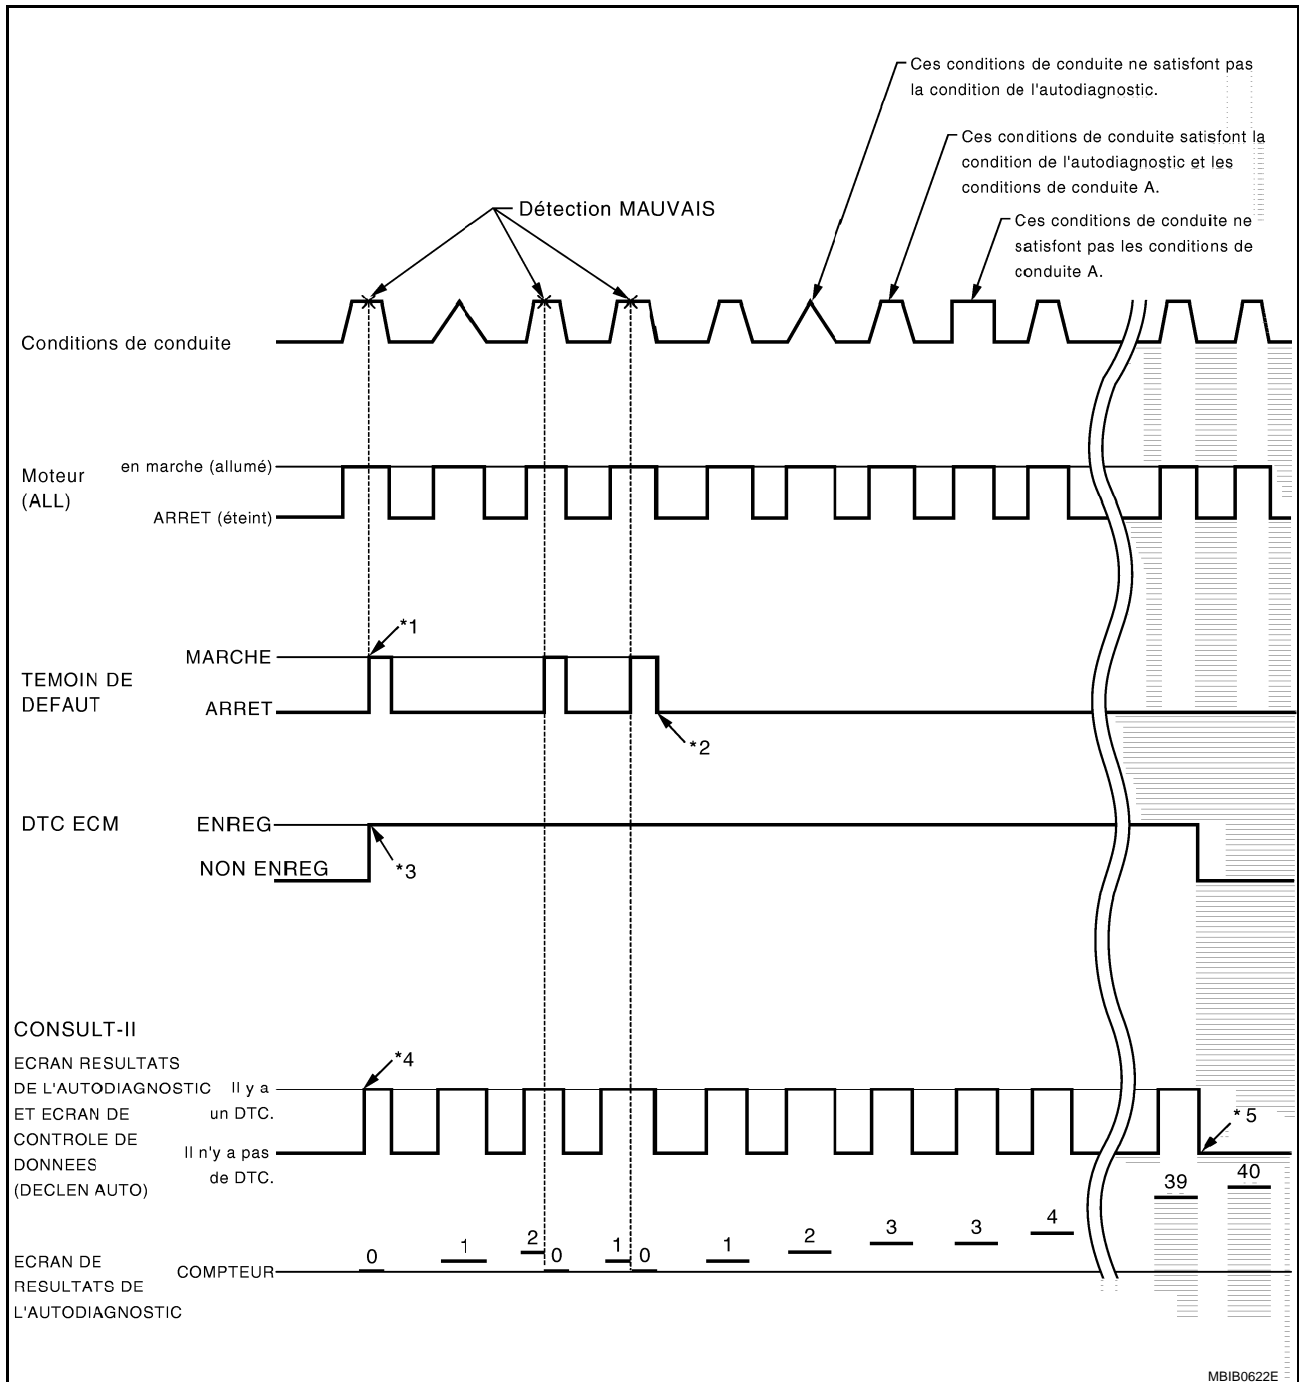 Ces conditions de conduite ne satisfont pas
la condition de l'autodiagnostic.
Ces conditions de conduite satisfont la
condition de l'autodiagnostic et les
conditions de conduite A.
Détection MAUVAIS
Ces conditions de conduite ne
satisfont pas les conditions de
conduite A.
Conditions de conduite
Moteur
(ALL)
en marche (allumé)
ARRET (éteint)
*1
MARCHE
TEMOIN DE
DEFAUT
ARRET
*2
DTC ECM
ENREG
NON ENREG
*3
CONSULT-II
ECRAN RESULTATS
DE L'AUTODIAGNOSTIC
ET ECRAN DE
CONTROLE DE
DONNEES
(DECLEN AUTO)
Il y a
un DTC.
Il n'y a pas
de DTC.
*4
*5
ECRAN DE
RESULTATS DE
L'AUTODIAGNOSTIC
COMPTEUR
0 1 2 0 1 0 1 2 3 3 4 39 40
MBIB0622E